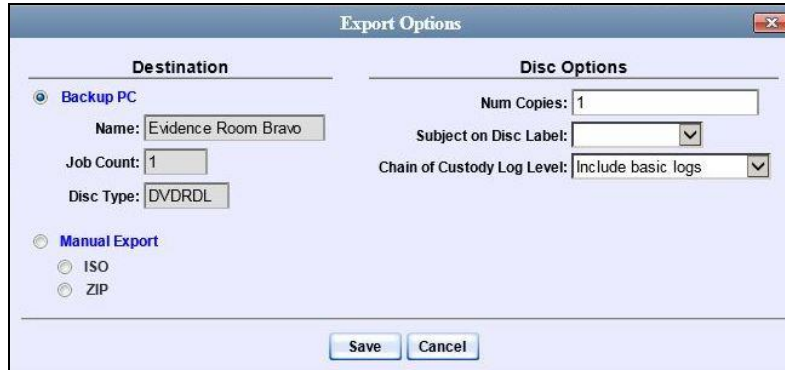 Export Options
Destination
Backup PC
Name: Evidence Room Bravo
Job Count: 1
Disc Type: DVDRDL
Manual Export
ISO
ZIP
Disc Options
Num Copies: 1
Subject on Disc Label:
Chain of Custody Log Level: Include basic logs
Save Cancel